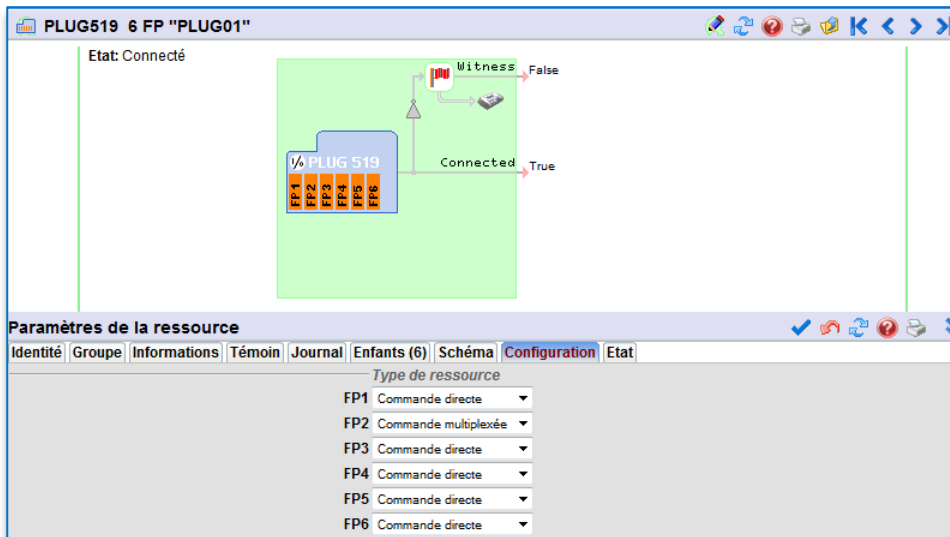 PLUG519 6 FP "PLUG01"
Etat: Connecté
Witness
False
PLUG 519
Connected
True
FP1 FP2 FP3 FP4 FP5 FP6
Paramètres de la ressource
Identité Groupe Informations Témoin Journal Enfants (6) Schéma Configuration Etat
Type de ressource
FP1 Commande directe
FP2 Commande multiplexée
FP3 Commande directe
FP4 Commande directe
FP5 Commande directe
FP6 Commande directe